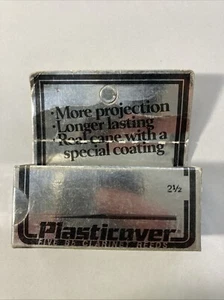 ·More projection
·Longer lasting
·Real cane with a
special coating
2½
Plasticover
FIVE Bb CLARINET REEDS